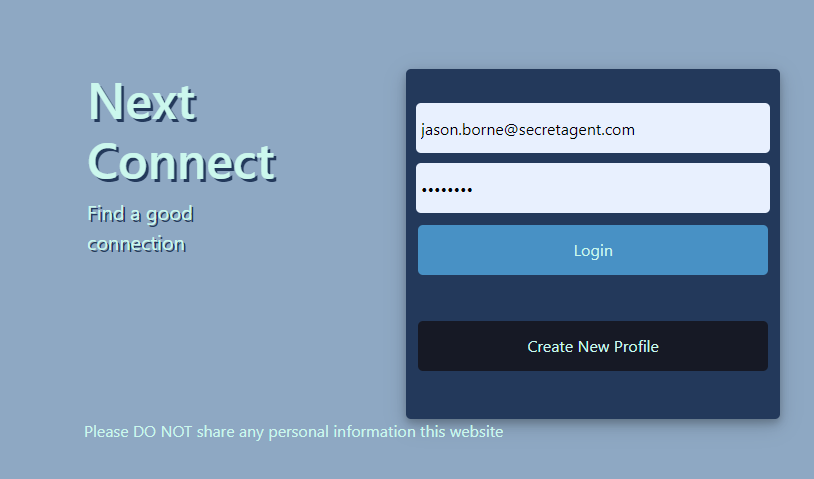 Next
Connect
Find a good
connection
jason.borne@secretagent.com
••••••••
Login
Create New Profile
Please DO NOT share any personal information this website